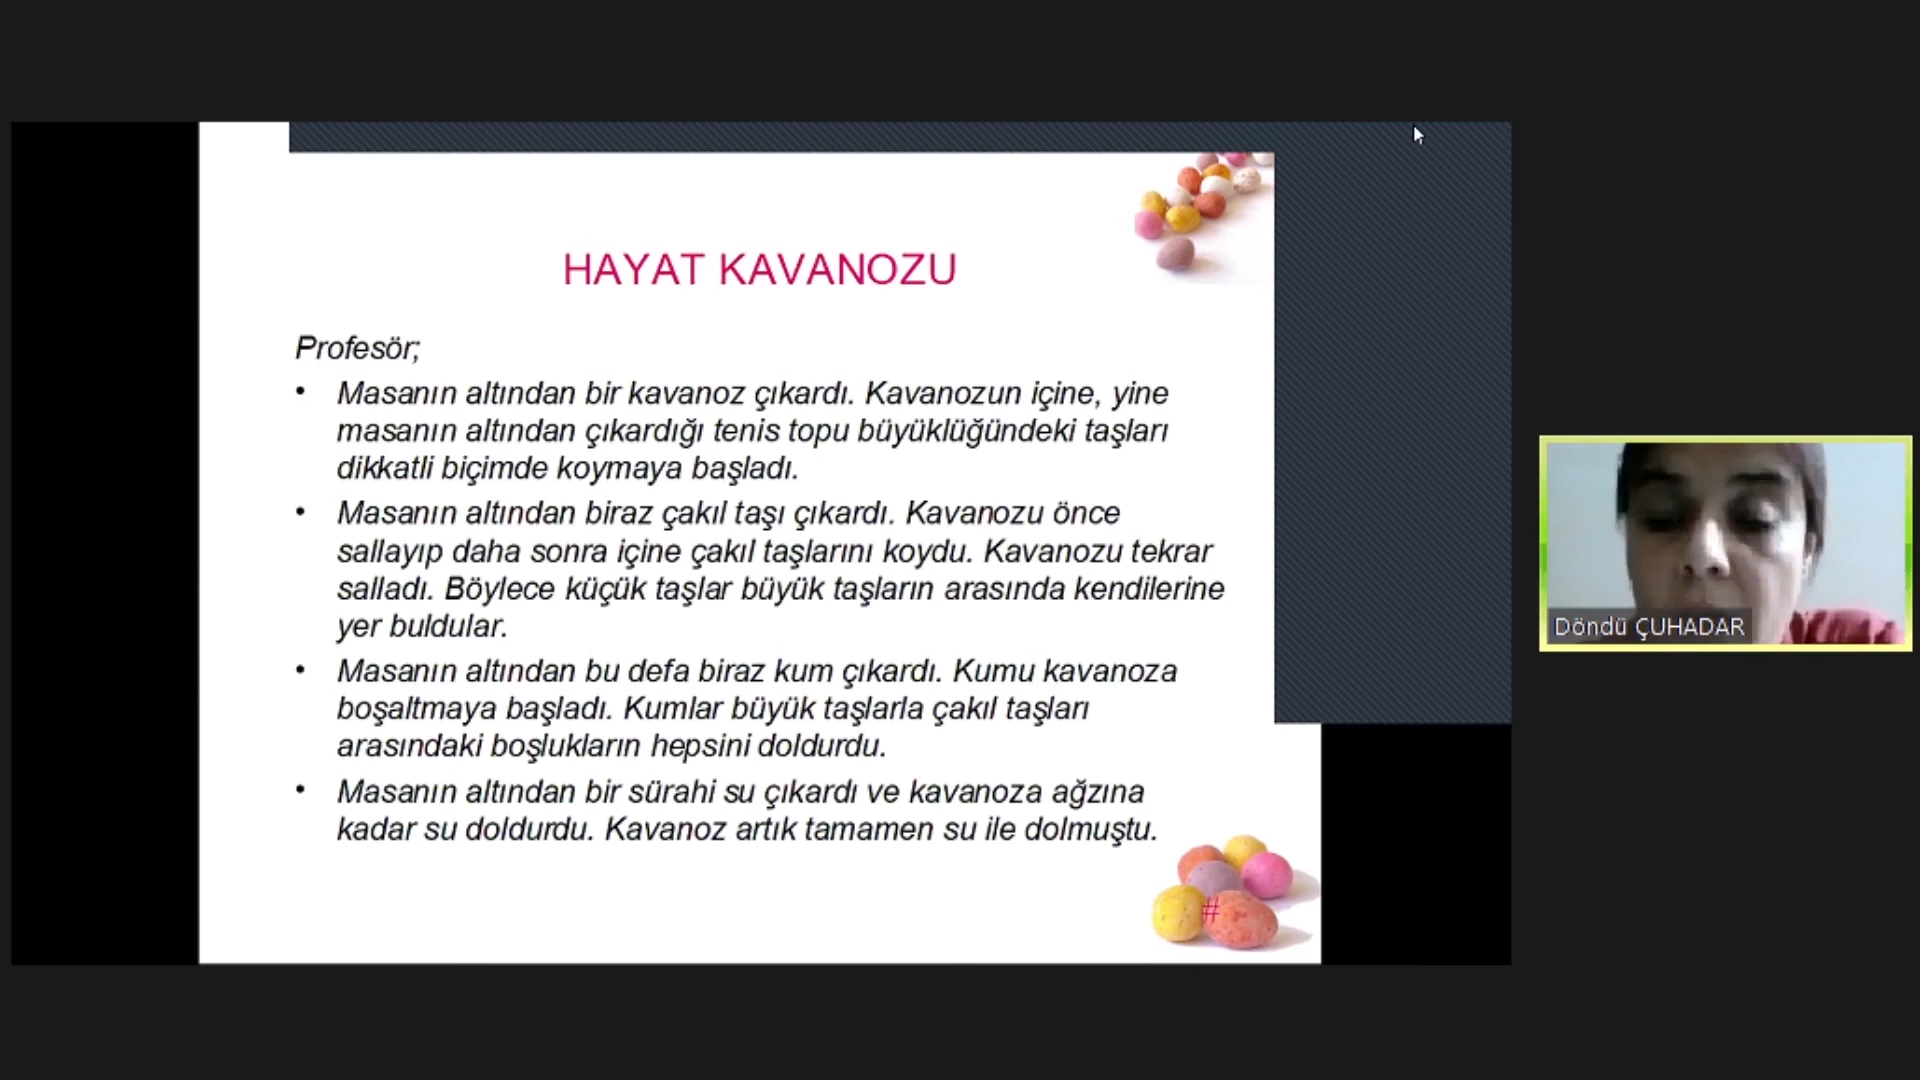 HAYAT KAVANOZU
Profesör;
• Masanın altından bir kavanoz çıkardı. Kavanozun içine, yine
masanın altından çıkardığı tenis topu büyüklüğündeki taşları
dikkatli biçimde koymaya başladı.
• Masanın altından biraz çakıl taşı çıkardı. Kavanozu önce
sallayıp daha sonra içine çakıl taşlarını koydu. Kavanozu tekrar
salladı. Böylece küçük taşlar büyük taşların arasında kendilerine
yer buldular.
• Masanın altından bu defa biraz kum çıkardı. Kumu kavanoza
boşaltmaya başladı. Kumlar büyük taşlarla çakıl taşları
arasındaki boşlukların hepsini doldurdu.
• Masanın altından bir sürahi su çıkardı ve kavanoza ağzına
kadar su doldurdu. Kavanoz artık tamamen su ile dolmuştu.
#
Döndü ÇUHADAR